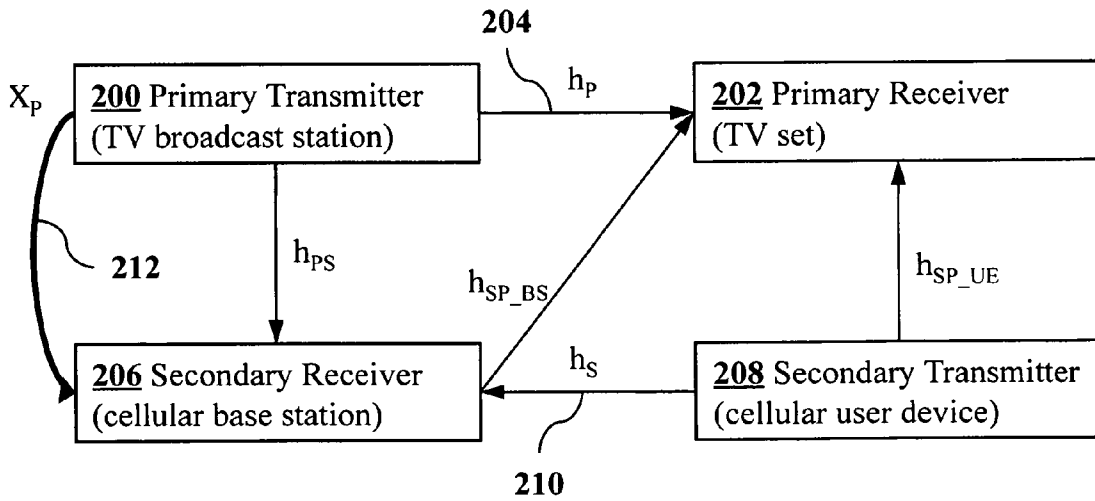 204
X_P
200 Primary Transmitter
(TV broadcast station)
h_P
202 Primary Receiver
(TV set)
212
h_PS
h_SP_BS
h_SP_UE
206 Secondary Receiver
(cellular base station)
h_S
208 Secondary Transmitter
(cellular user device)
210